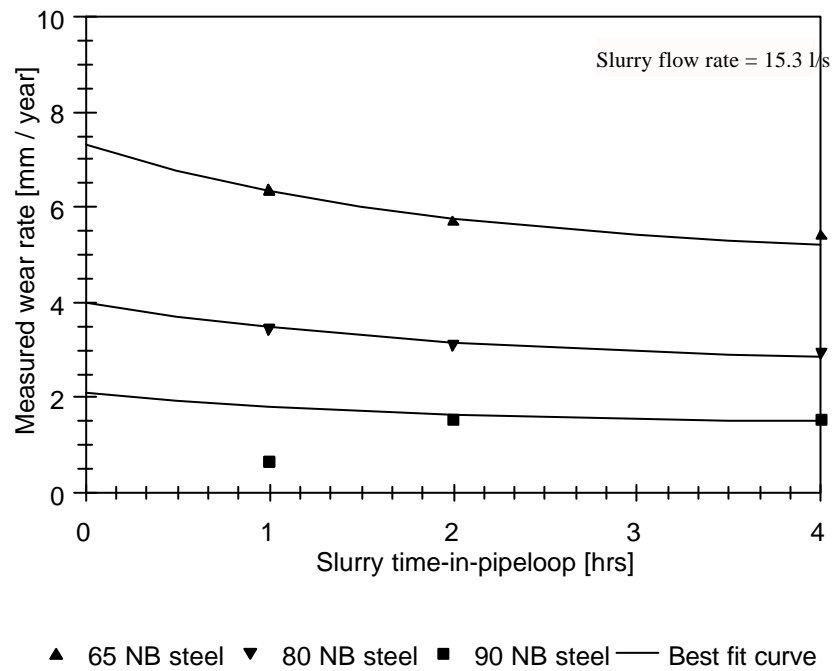 10
Slurry flow rate = 15.3 l/s
8
6
4
2
0
Measured wear rate [mm / year]
0 1 2 3 4
Slurry time-in-pipeloop [hrs]
65 NB steel 80 NB steel 90 NB steel Best fit curve